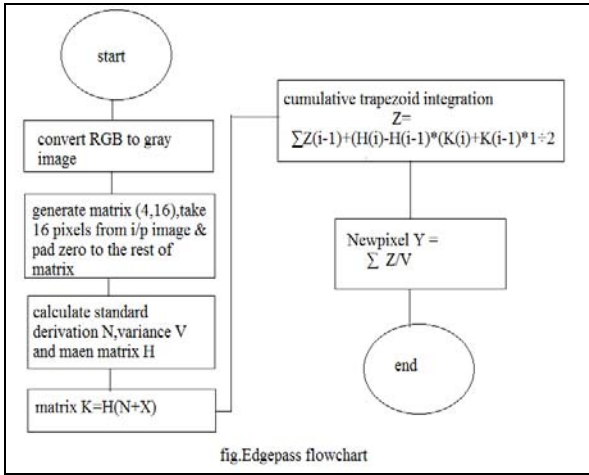 start
convert RGB to gray
image
generate matrix (4,16),take
16 pixels from i/p image &
pad zero to the rest of
matrix
calculate standard
derivation N,variance V
and maen matrix H
matrix K=H(N+X)
cumulative trapezoid integration
Z=
∑Z(i-1)+(H(i)-H(i-1)*(K(i)+K(i-1)*1÷2
Newpixel Y =
∑ Z/V
end
fig.Edgepass flowchart